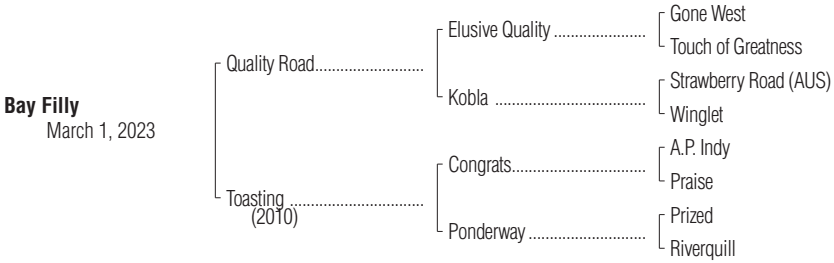 Bay Filly
March 1, 2023
Quality Road........................
Toasting .............................
(2010)
Elusive Quality ....................
Kobla .................................
Congrats.............................
Ponderway .........................
Gone West
Touch of Greatness
Strawberry Road (AUS)
Winglet
A.P. Indy
Praise
Prized
Riverquill